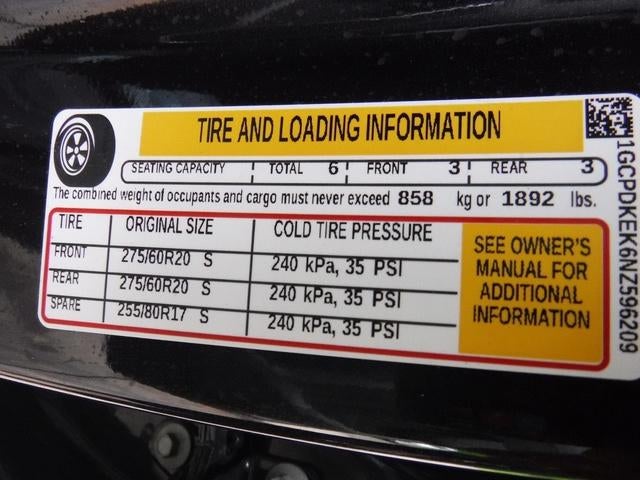 TIRE AND LOADING INFORMATION
SEATING CAPACITY TOTAL 6 FRONT 3 REAR 3
The combined weight of occupants and cargo must never exceed 858 kg or 1892 lbs.
TIRE ORIGINAL SIZE COLD TIRE PRESSURE
FRONT 275/60R20 S 240 kPa, 35 PSI
REAR 275/60R20 S 240 kPa, 35 PSI
SPARE 255/80R17 S 240 kPa, 35 PSI
SEE OWNER'S
MANUAL FOR
ADDITIONAL
INFORMATION
1GCPDKEK6NZ596209